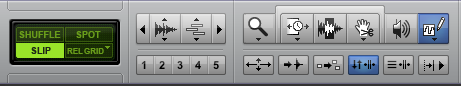 SHUFFLE SPOT
SLIP REL GRID
1 2 3 4 5